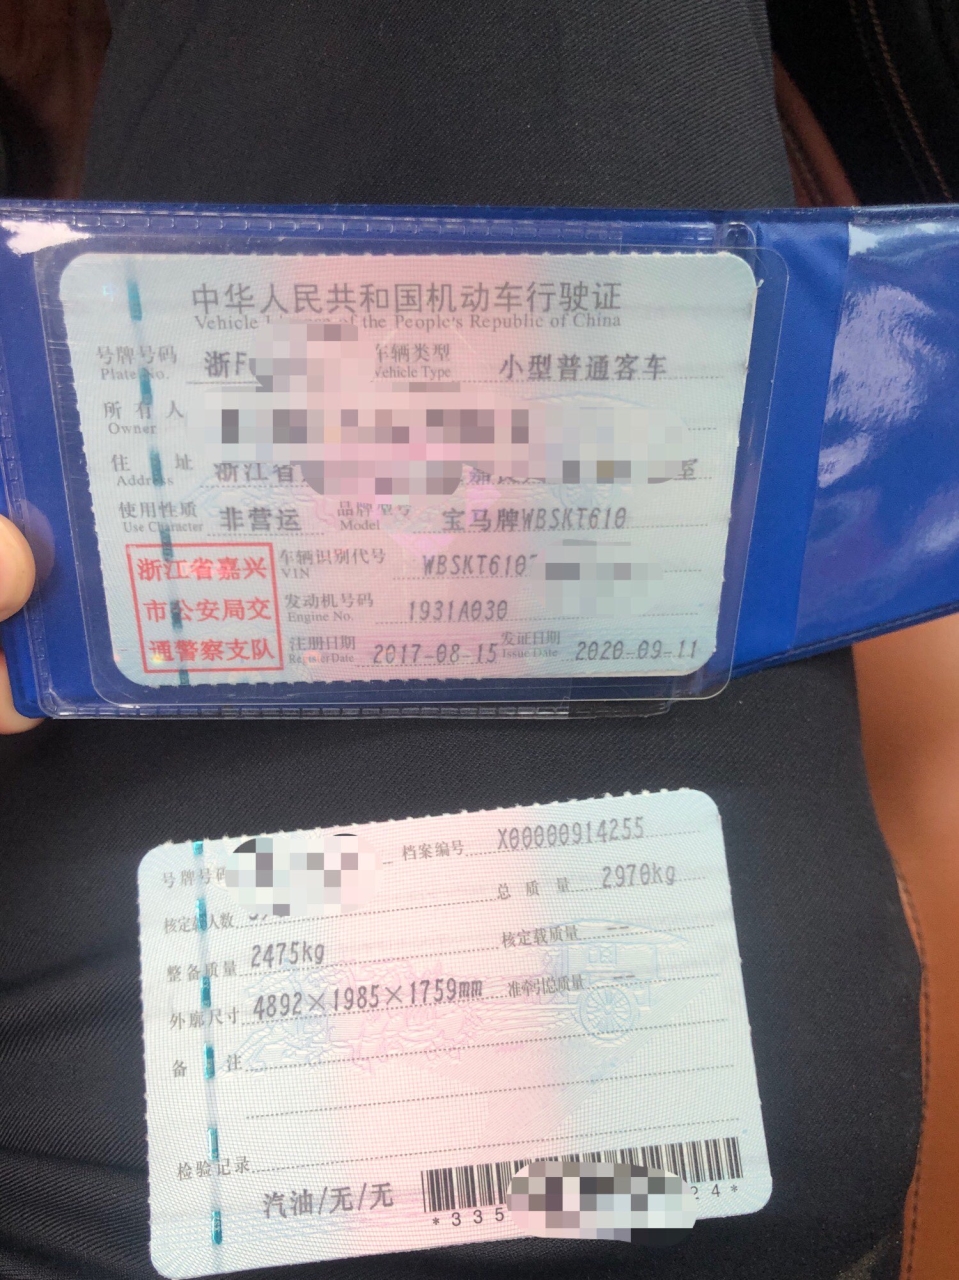 中华人民共和国机动车行驶证
Vehicle of the People's Republic of China
号牌号码 浙F 车辆类型 小型普通客车
Plate No. Vehicle Type
所有人
Owner
住址 浙江省 室
Address
使用性质 非营运 品牌型号 宝马牌WBSKT610
Use Character Model
浙江省嘉兴
市公安局交
通警察支队
车辆识别代号 WBSKT610
VIN
发动机号码 1931A030
Engine No.
注册日期 2017-08-15 发证日期 2020-09-11
Register Date Issue Date
号牌号码 档案编号 X00000914255
核定载人数 总质量 2970kg
整备质量 2475kg 核定载质量 --
外廓尺寸 4892×1985×1759mm 准牵引总质量 --
备注
检验记录
汽油/无/无
*335 24*